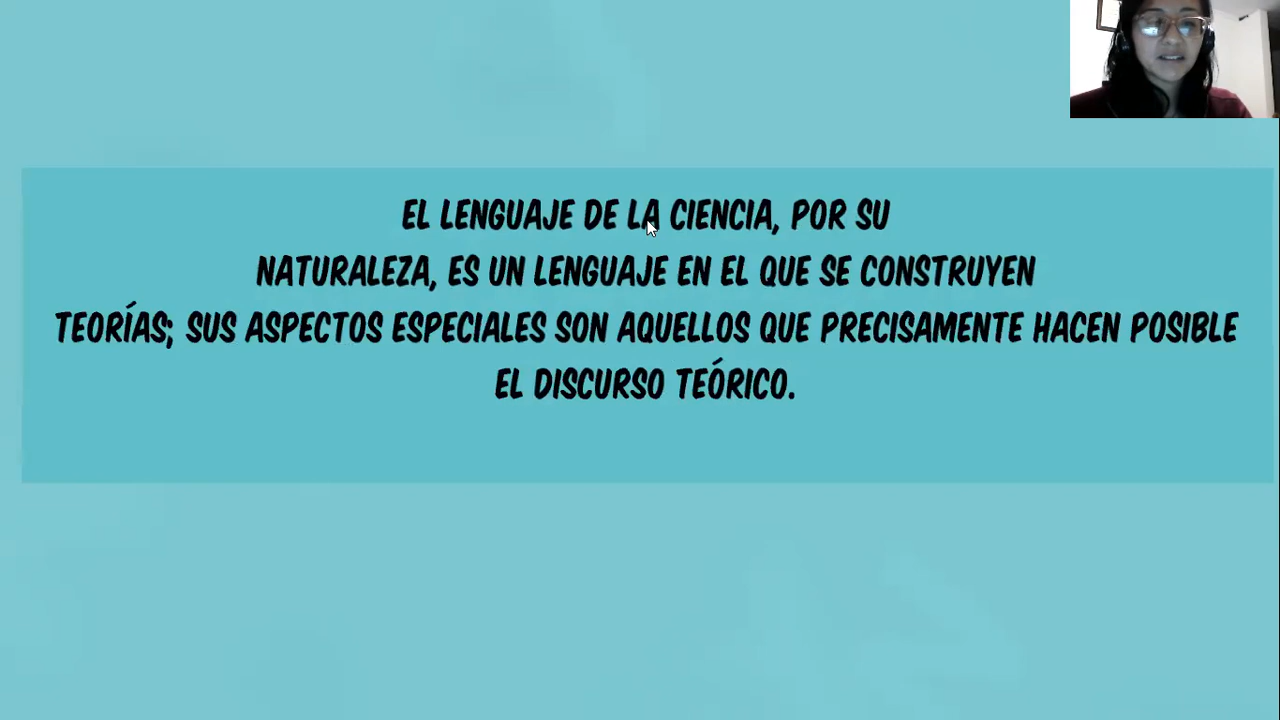 EL LENGUAJE DE LA CIENCIA, POR SU
NATURALEZA, ES UN LENGUAJE EN EL QUE SE CONSTRUYEN
TEORÍAS; SUS ASPECTOS ESPECIALES SON AQUELLOS QUE PRECISAMENTE HACEN POSIBLE
EL DISCURSO TEÓRICO.